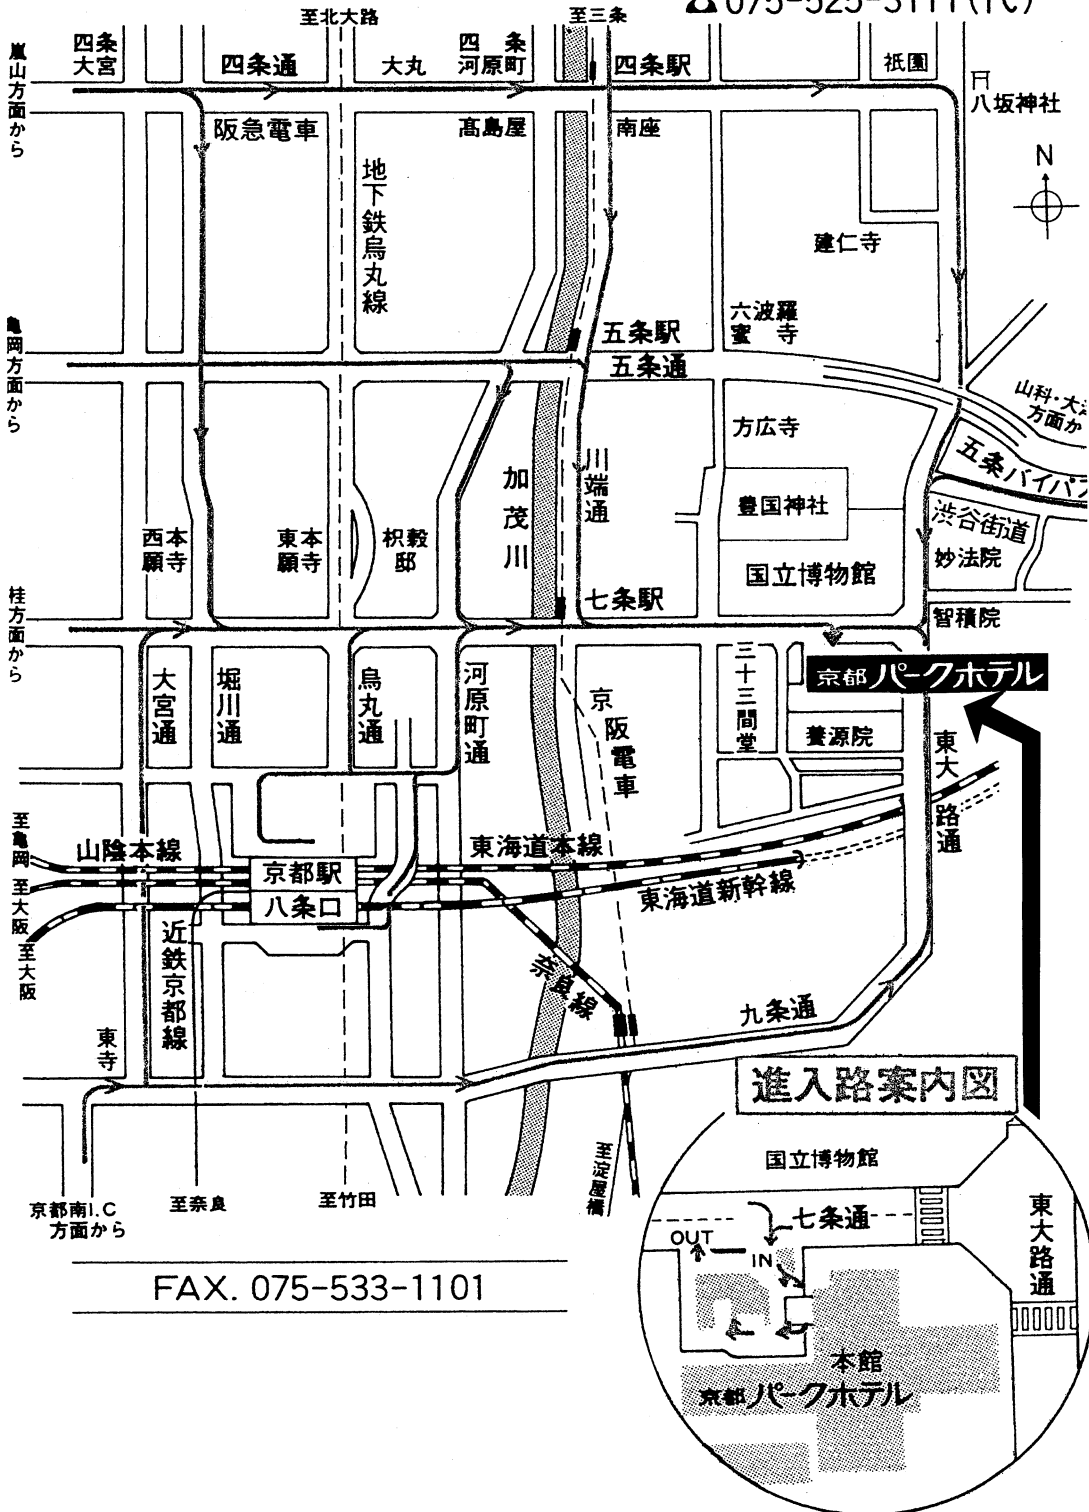 ☎075-525-3111(代)
至北大路
至三条
嵐山方面から
四条
大宮
四条通
大丸
四条
河原町
四条駅
祇園
八坂神社
阪急電車
髙島屋
南座
N
地下鉄烏丸線
建仁寺
亀岡方面から
五条駅
五条通
六波羅
蜜寺
山科・大津
方面か
方広寺
五条バイパス
加茂川
川端通
豊国神社
渋谷街道
西本
願寺
東本
願寺
枳殻
邸
国立博物館
妙法院
桂方面から
七条駅
智積院
大宮通
堀川通
烏丸通
河原町通
京阪電車
三十三間堂
京都パークホテル
養源院
東大路通
至亀岡
山陰本線
京都駅
東海道本線
至大阪
八条口
東海道新幹線
至大阪
近鉄京都線
奈良線
東寺
九条通
進入路案内図
京都南I.C
方面から
至奈良
至竹田
至淀屋橋
国立博物館
七条通
OUT
IN
東大路通
本館
京都パークホテル
FAX. 075-533-1101